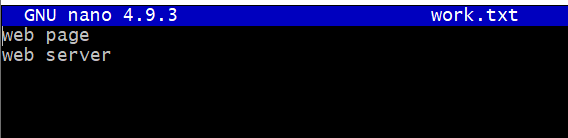 GNU nano 4.9.3 work.txt
web page
web server